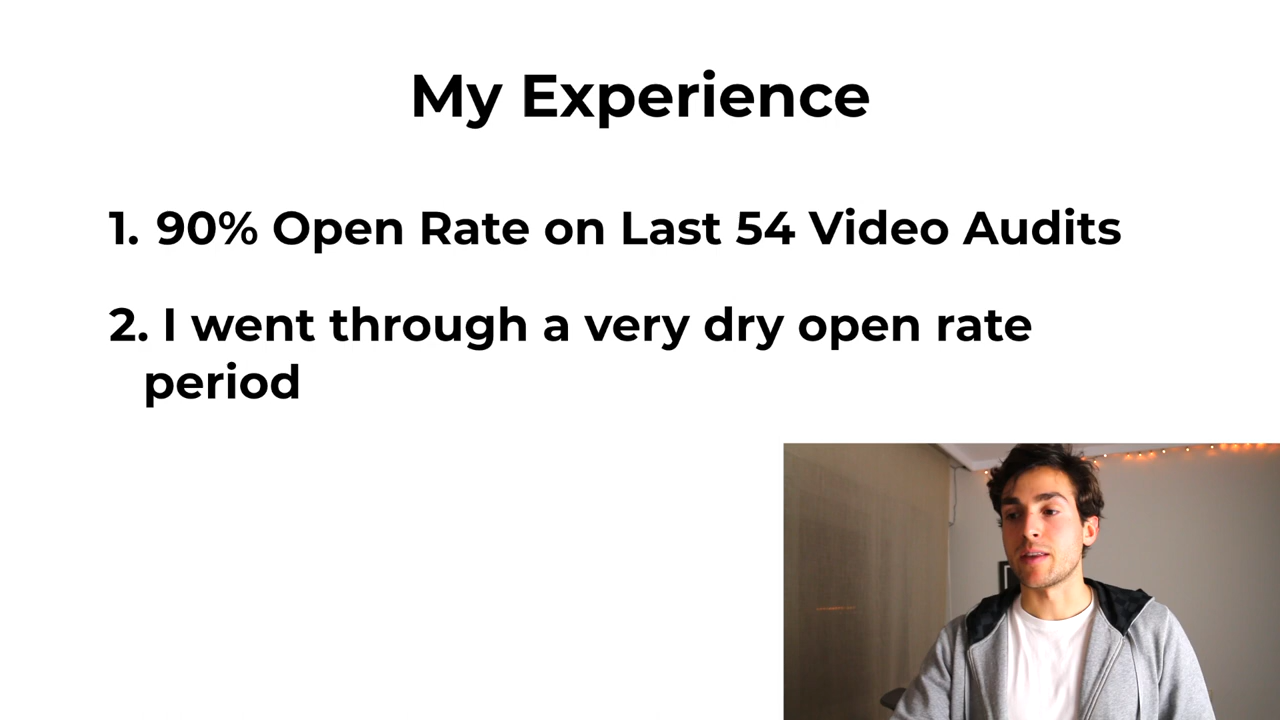 My Experience
1. 90% Open Rate on Last 54 Video Audits
2. I went through a very dry open rate
period